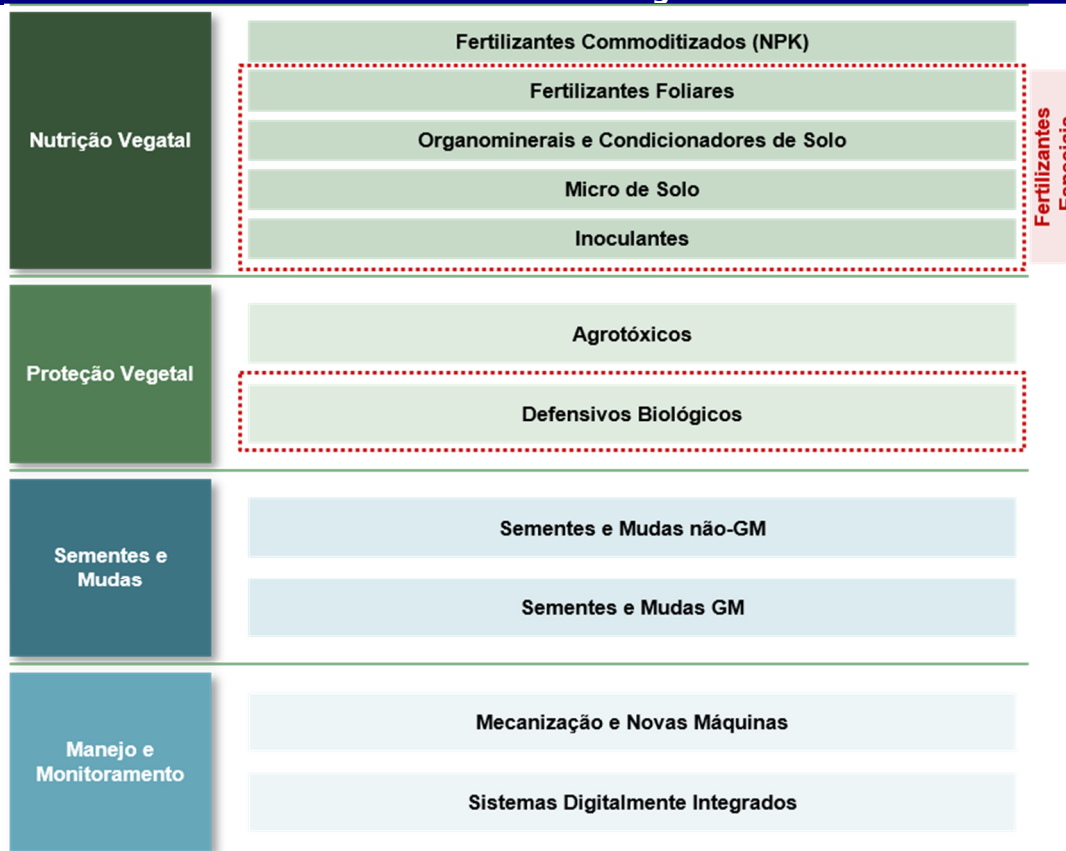 Nutrição Vegatal
Fertilizantes Commoditizados (NPK)
Fertilizantes Foliares
Organominerais e Condicionadores de Solo
Micro de Solo
Inoculantes
Fertilizantes
Proteção Vegetal
Agrotóxicos
Defensivos Biológicos
Sementes e
Mudas
Sementes e Mudas não-GM
Sementes e Mudas GM
Manejo e
Monitoramento
Mecanização e Novas Máquinas
Sistemas Digitalmente Integrados